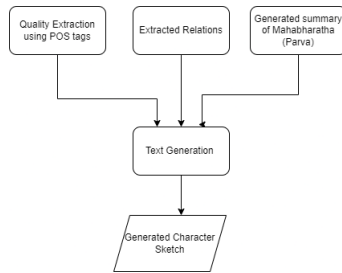 Quality Extraction
using POS tags
Extracted Relations
Generated summary
of Mahabharatha
(Parva)
Text Generation
Generated Character
Sketch